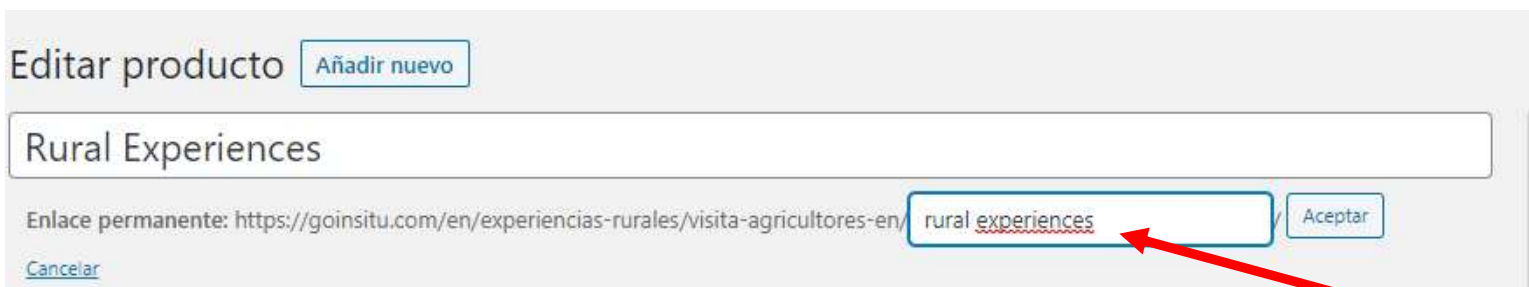 Editar producto Añadir nuevo
Rural Experiences
Enlace permanente: https://goinsitu.com/en/experiencias-rurales/visita-agricultores-en/ rural experiences / Aceptar
Cancelar